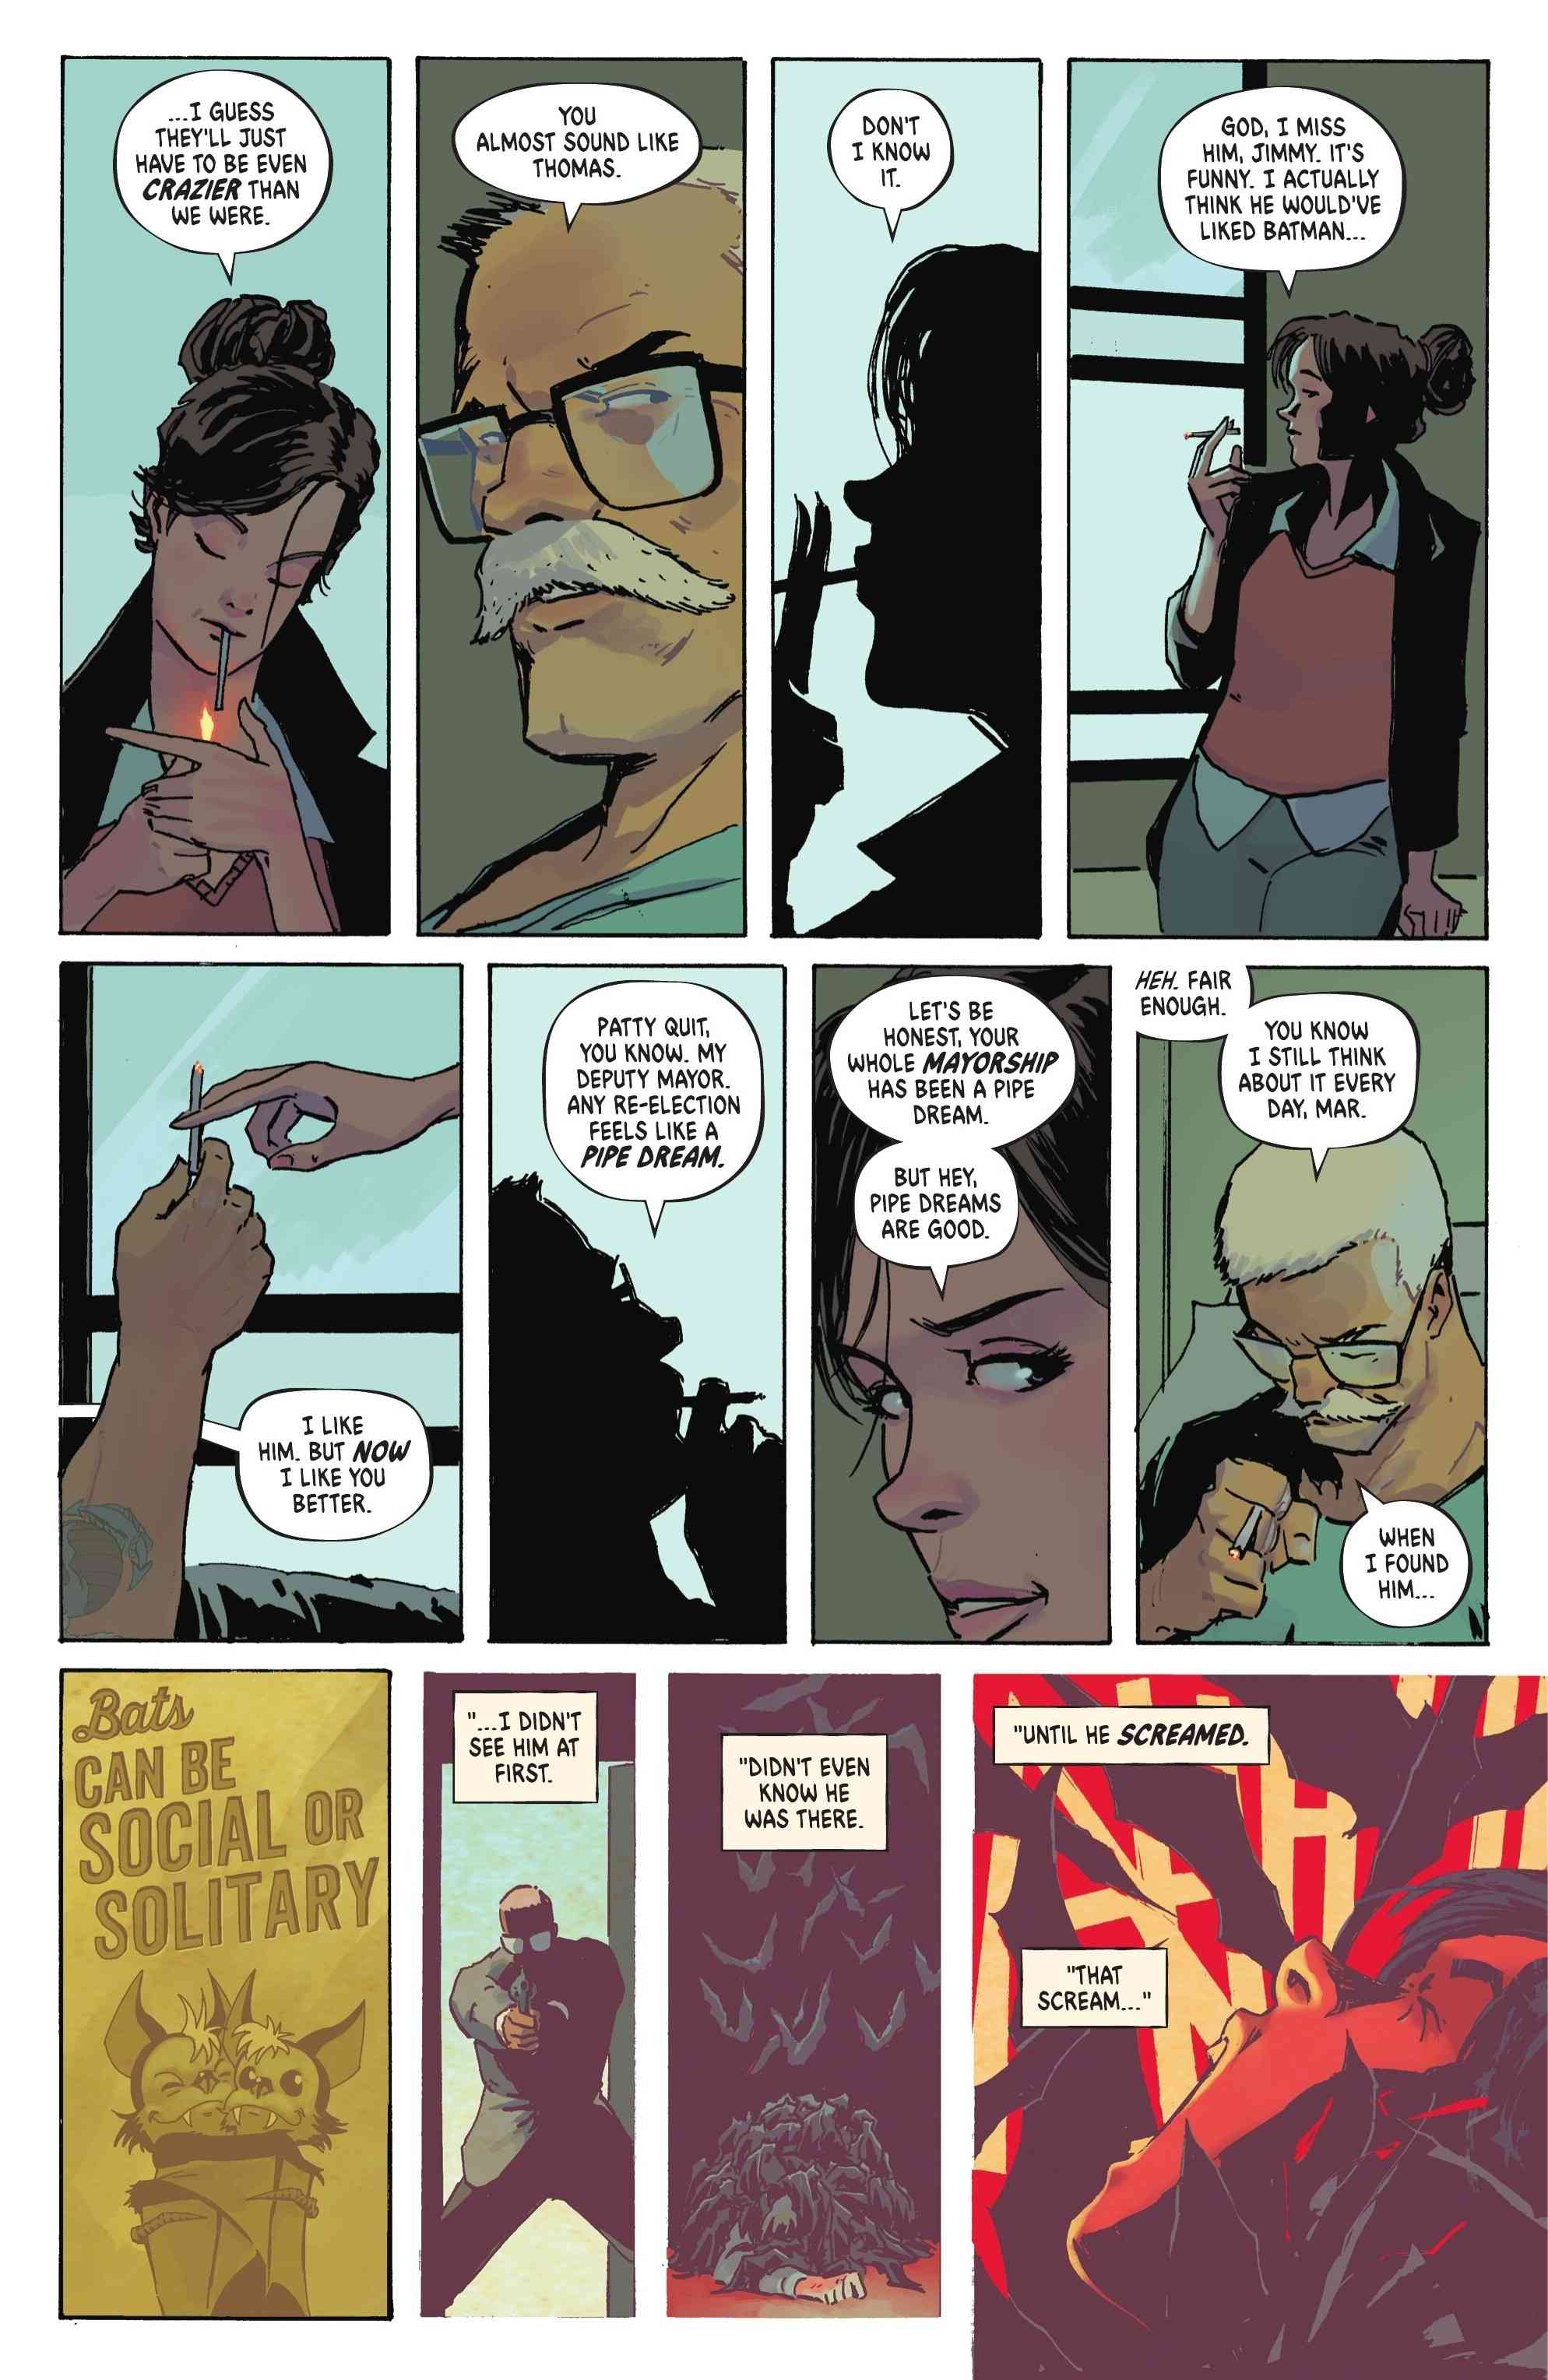 ...I GUESS
THEY'LL JUST
HAVE TO BE EVEN
CRAZIER THAN
WE WERE.
YOU
ALMOST SOUND LIKE
THOMAS.
DON'T
I KNOW
IT.
GOD, I MISS
HIM, JIMMY. IT'S
FUNNY. I ACTUALLY
THINK HE WOULD'VE
LIKED BATMAN...
I LIKE
HIM. BUT NOW
I LIKE YOU
BETTER.
PATTY QUIT,
YOU KNOW. MY
DEPUTY MAYOR.
ANY RE-ELECTION
FEELS LIKE A
PIPE DREAM.
LET'S BE
HONEST, YOUR
WHOLE MAYORSHIP
HAS BEEN A PIPE
DREAM.
BUT HEY,
PIPE DREAMS
ARE GOOD.
HEH. FAIR
ENOUGH.
YOU KNOW
I STILL THINK
ABOUT IT EVERY
DAY, MAR.
WHEN
I FOUND
HIM...
Bats
CAN BE
SOCIAL OR
SOLITARY
"...I DIDN'T
SEE HIM AT
FIRST.
"DIDN'T EVEN
KNOW HE
WAS THERE.
"UNTIL HE SCREAMED.
"THAT
SCREAM..."